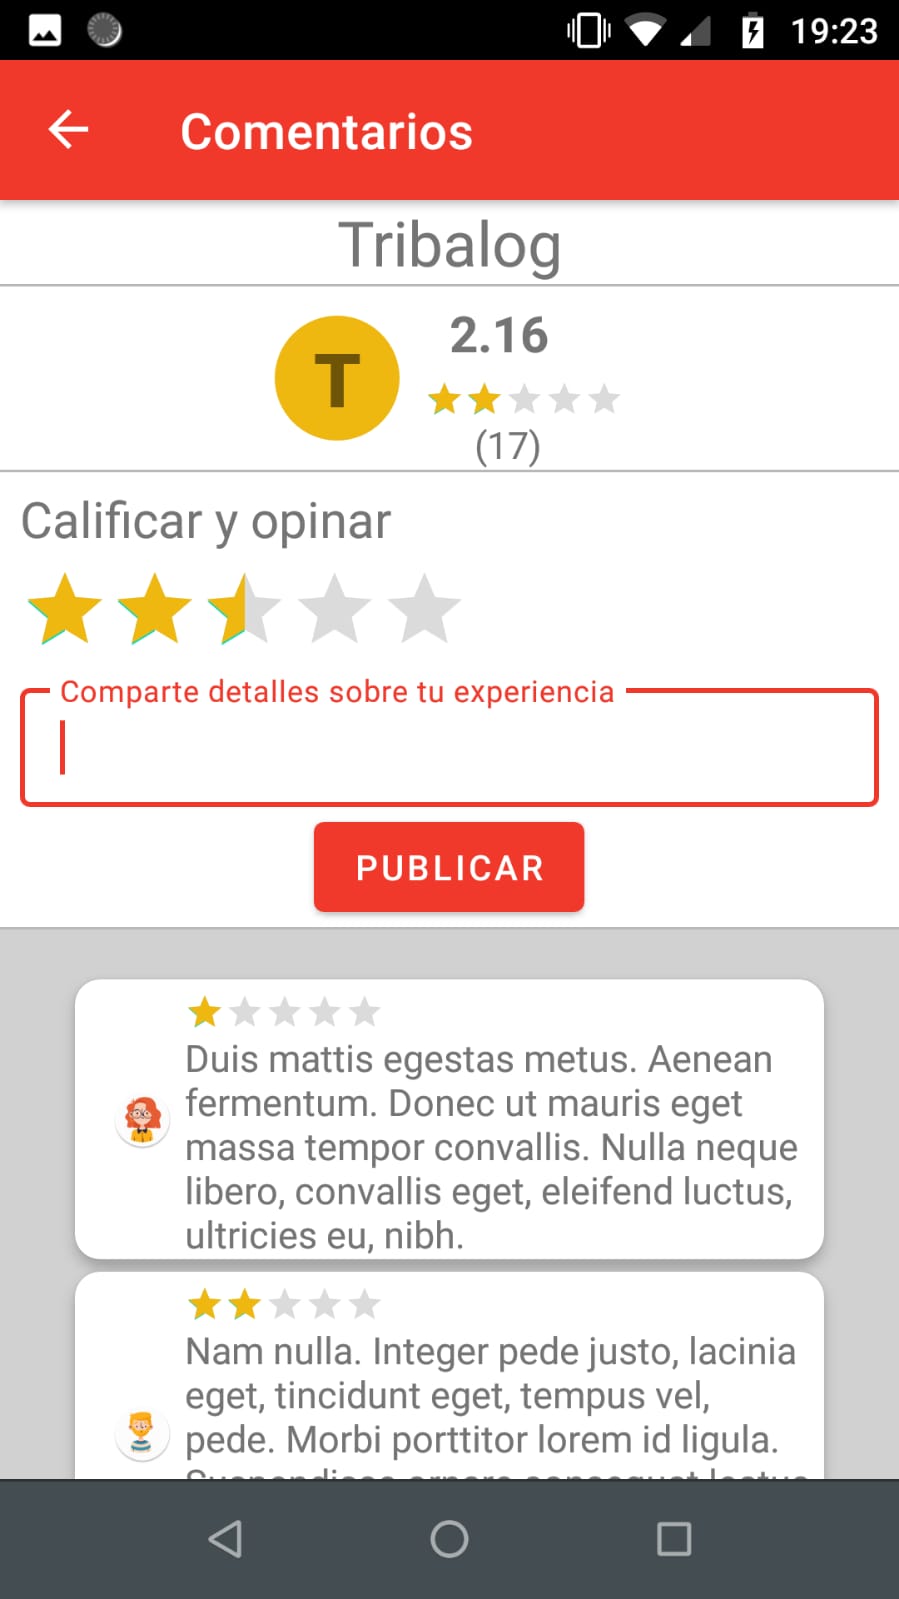 19:23
Comentarios
Tribalog
T
2.16
(17)
Calificar y opinar
Comparte detalles sobre tu experiencia
PUBLICAR
Duis mattis egestas metus. Aenean
fermentum. Donec ut mauris eget
massa tempor convallis. Nulla neque
libero, convallis eget, eleifend luctus,
ultricies eu, nibh.
Nam nulla. Integer pede justo, lacinia
eget, tincidunt eget, tempus vel,
pede. Morbi porttitor lorem id ligula.